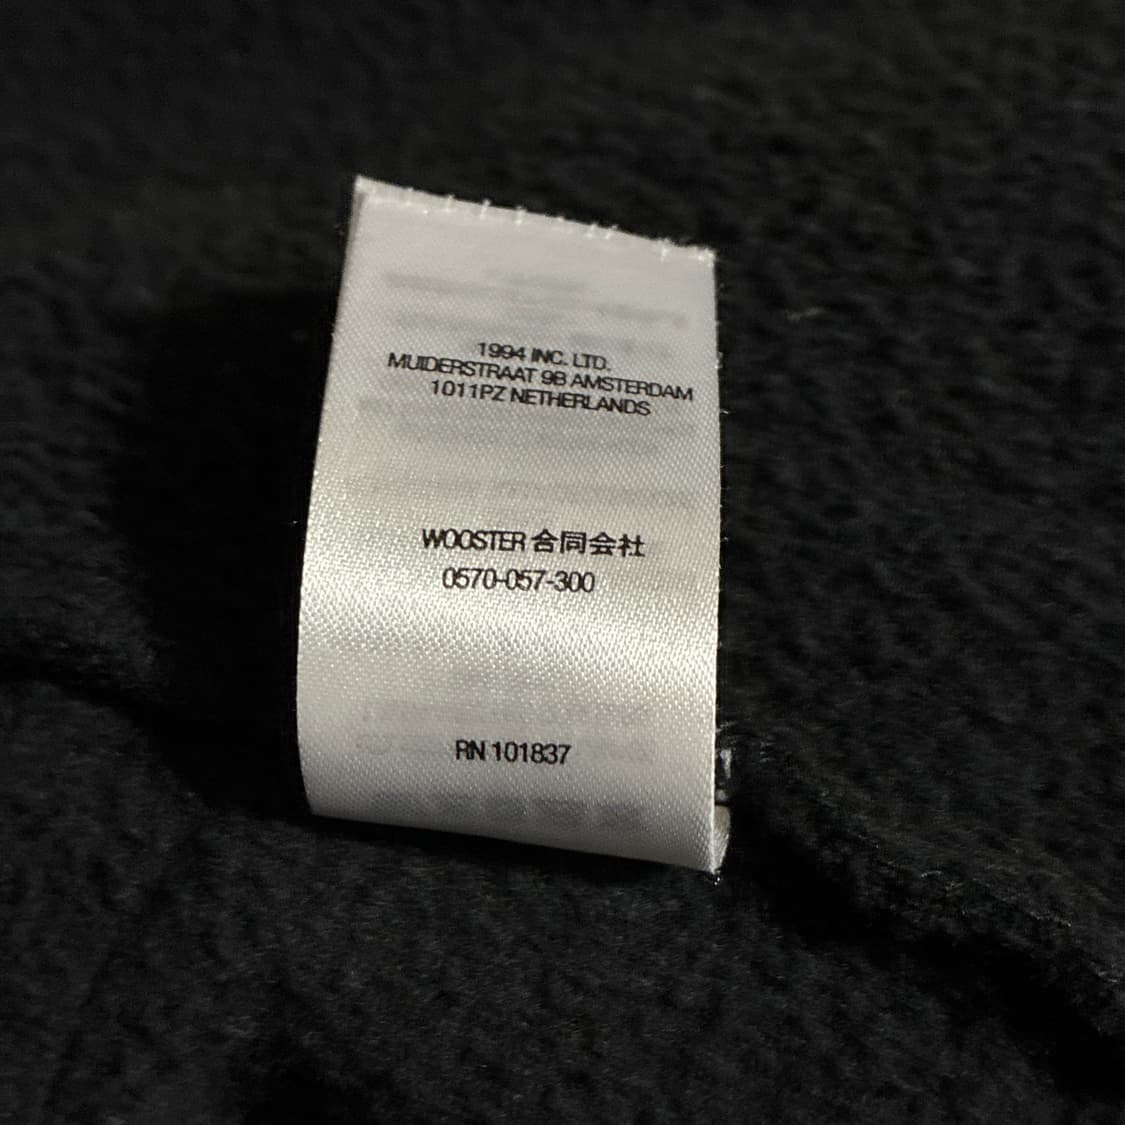 1994 INC. LTD.
MUIDERSTRAAT 9B AMSTERDAM
1011PZ NETHERLANDS
WOOSTER 合同会社
0570-057-300
RN 101837